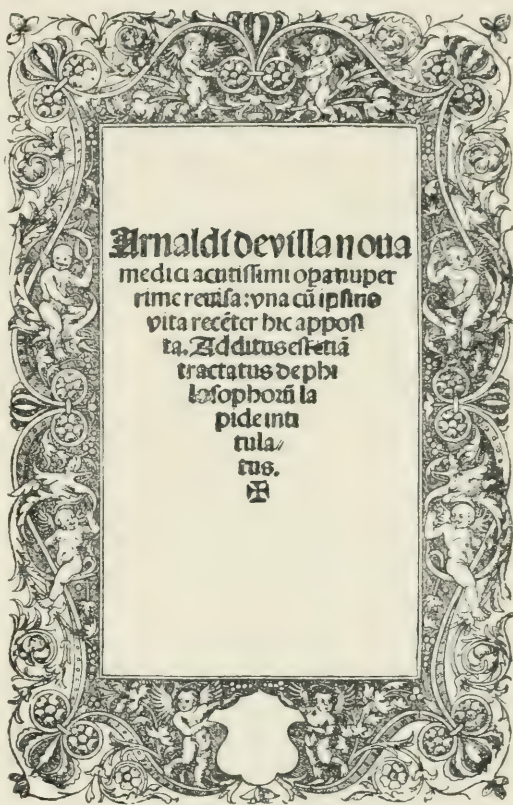 Arnaldi de villa noua
medici acutissimi opa nuper
rime reuisa: vna cū ipsius
vita recēter hic apposi
ta. Additus est etiā
tractatus de phi
losophorū la
pide inti
tula⸗
tus.
✠